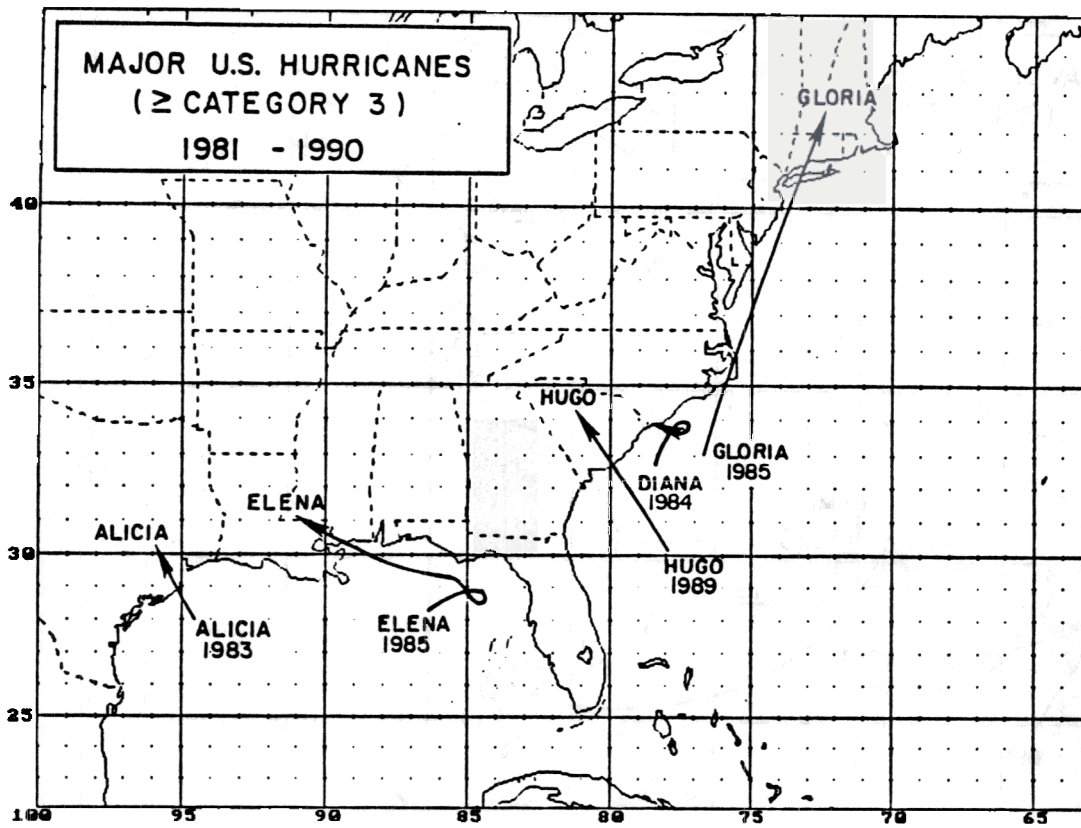 MAJOR U.S. HURRICANES
(≥ CATEGORY 3)
1981 - 1990
GLORIA
40
35
HUGO
GLORIA
1985
DIANA
1984
ELENA
ALICIA
30
HUGO
1989
ELENA
1985
ALICIA
1983
25
100 95 90 85 80 75 70 65